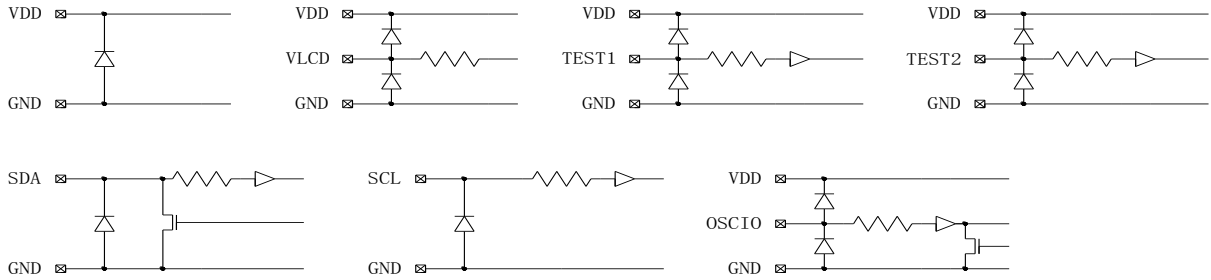 VDD
GND
VDD
VLCD
GND
VDD
TEST1
GND
VDD
TEST2
GND
SDA
GND
SCL
GND
VDD
OSCIO
GND